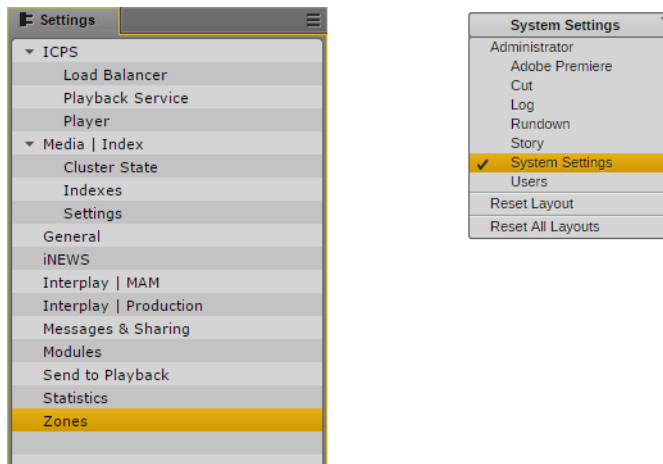 Settings
ICPS
Load Balancer
Playback Service
Player
Media | Index
Cluster State
Indexes
Settings
General
iNEWS
Interplay | MAM
Interplay | Production
Messages & Sharing
Modules
Send to Playback
Statistics
Zones
System Settings
Administrator
Adobe Premiere
Cut
Log
Rundown
Story
System Settings
Users
Reset Layout
Reset All Layouts